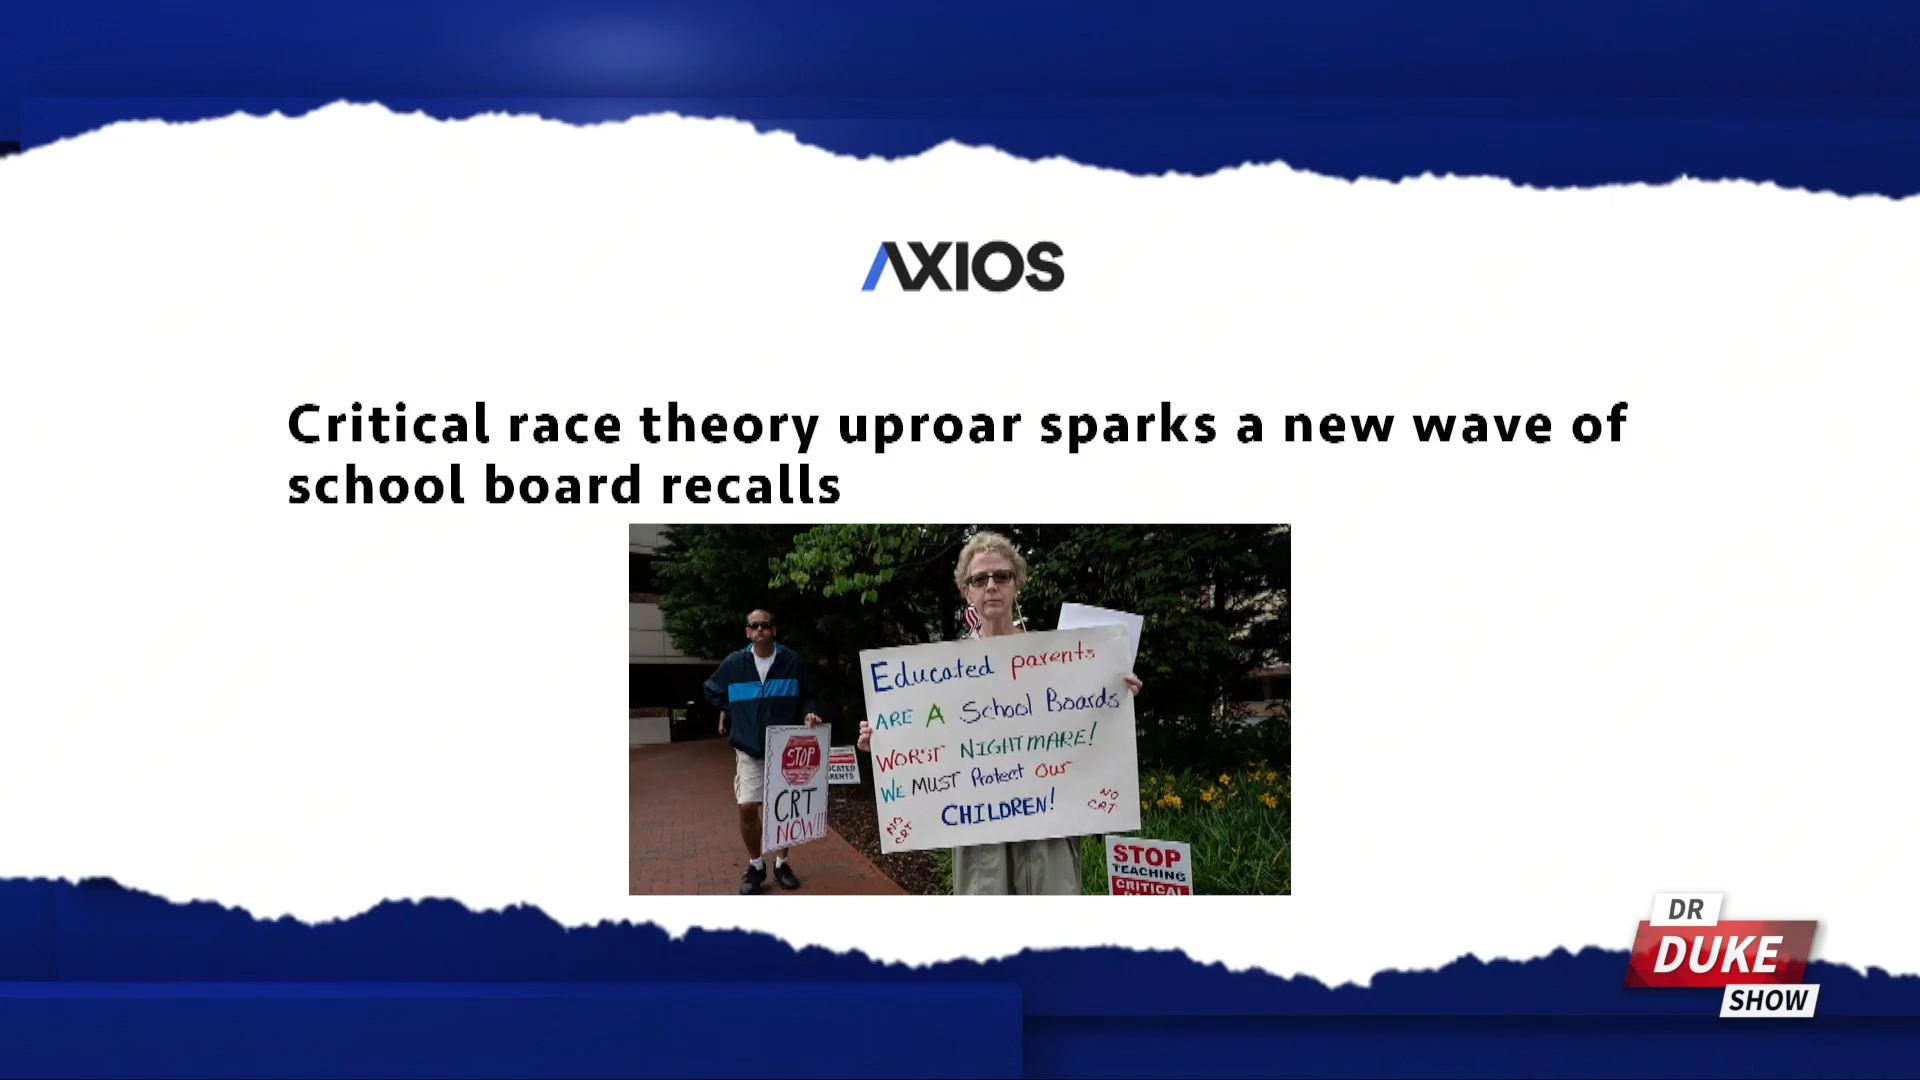 AXIOS
Critical race theory uproar sparks a new wave of
school board recalls
Educated parents
ARE A School Boards
WORST NIGHTMARE!
WE MUST Protect our
CHILDREN!
NO CRT
NO CRT
STOP
CRT
NOW!!
STOP
TEACHING
CRITICAL
DR
DUKE
SHOW